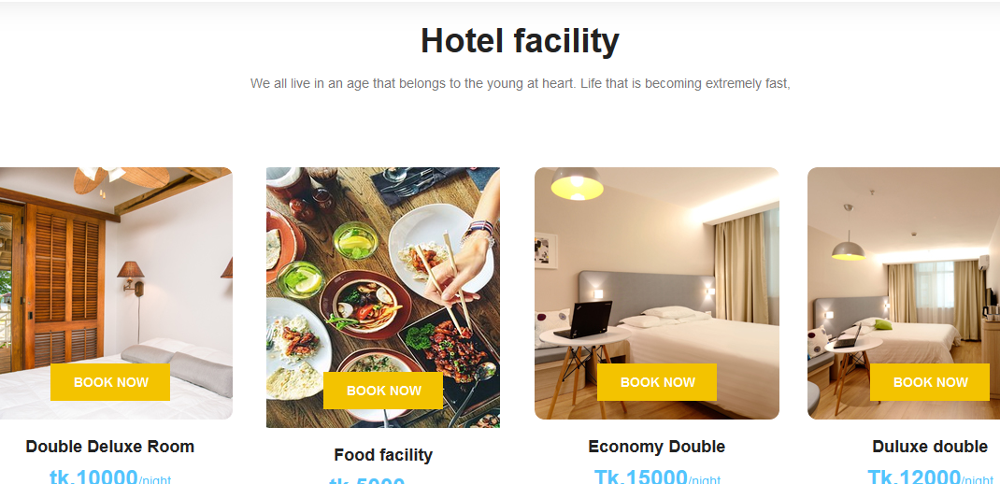 Hotel facility
We all live in an age that belongs to the young at heart. Life that is becoming extremely fast,
BOOK NOW
BOOK NOW
BOOK NOW
BOOK NOW
Double Deluxe Room
Food facility
Economy Double
Duluxe double
tk.10000/night
tk.5000
Tk.15000/night
Tk.12000/night